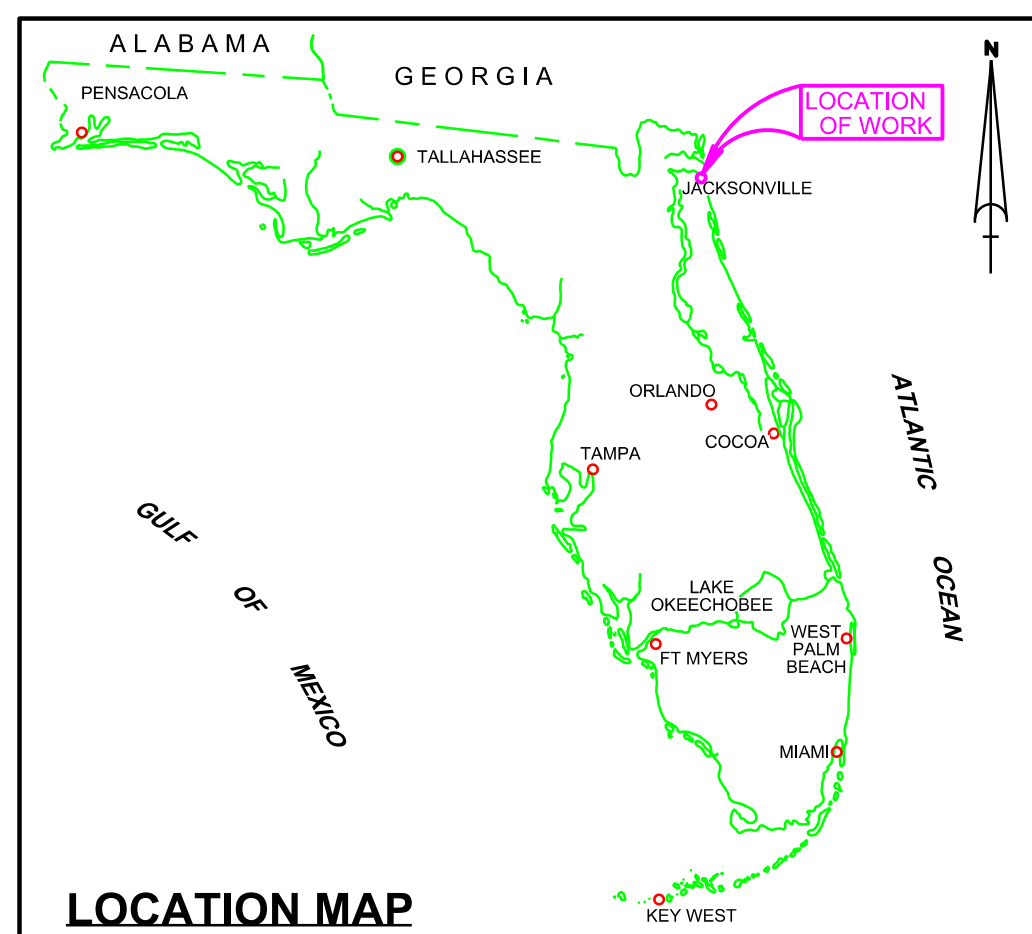 ALABAMA
GEORGIA
N
PENSACOLA
LOCATION
OF WORK
TALLAHASSEE
JACKSONVILLE
ORLANDO
ATLANTIC
COCOA
TAMPA
GULF
OF
MEXICO
OCEAN
LAKE
OKEECHOBEE
WEST
PALM
BEACH
FT MYERS
MIAMI
LOCATION MAP
KEY WEST